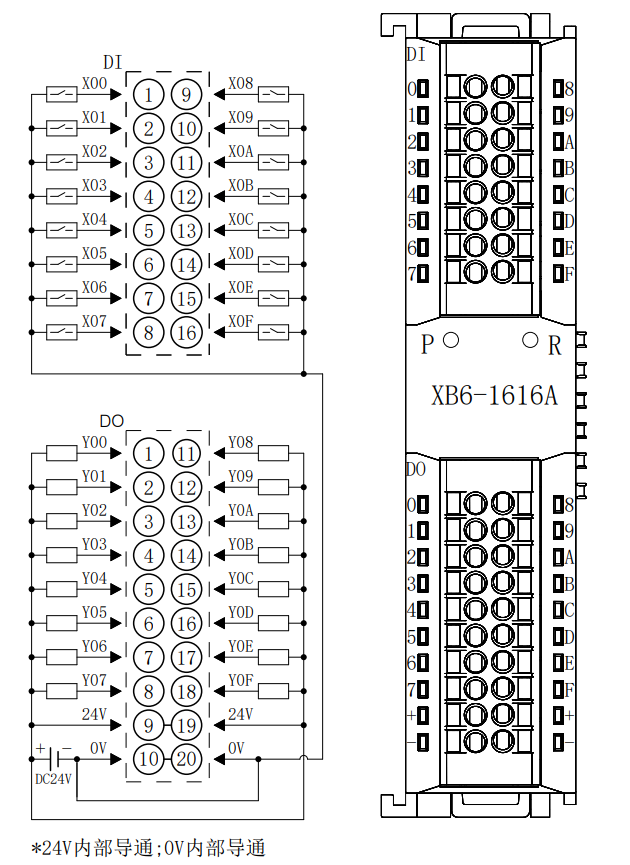 DI
X00 1 9 X08
X01 2 10 X09
X02 3 11 X0A
X03 4 12 X0B
X04 5 13 X0C
X05 6 14 X0D
X06 7 15 X0E
X07 8 16 X0F
DO
Y00 1 11 Y08
Y01 2 12 Y09
Y02 3 13 Y0A
Y03 4 14 Y0B
Y04 5 15 Y0C
Y05 6 16 Y0D
Y06 7 17 Y0E
Y07 8 18 Y0F
24V 9 19 24V
+ − 0V 10 20 0V
DC24V
*24V内部导通;0V内部导通
DI
0 8
1 9
2 A
3 B
4 C
5 D
6 E
7 F
P R
XB6-1616A
DO
0 8
1 9
2 A
3 B
4 C
5 D
6 E
7 F
+ +
- -